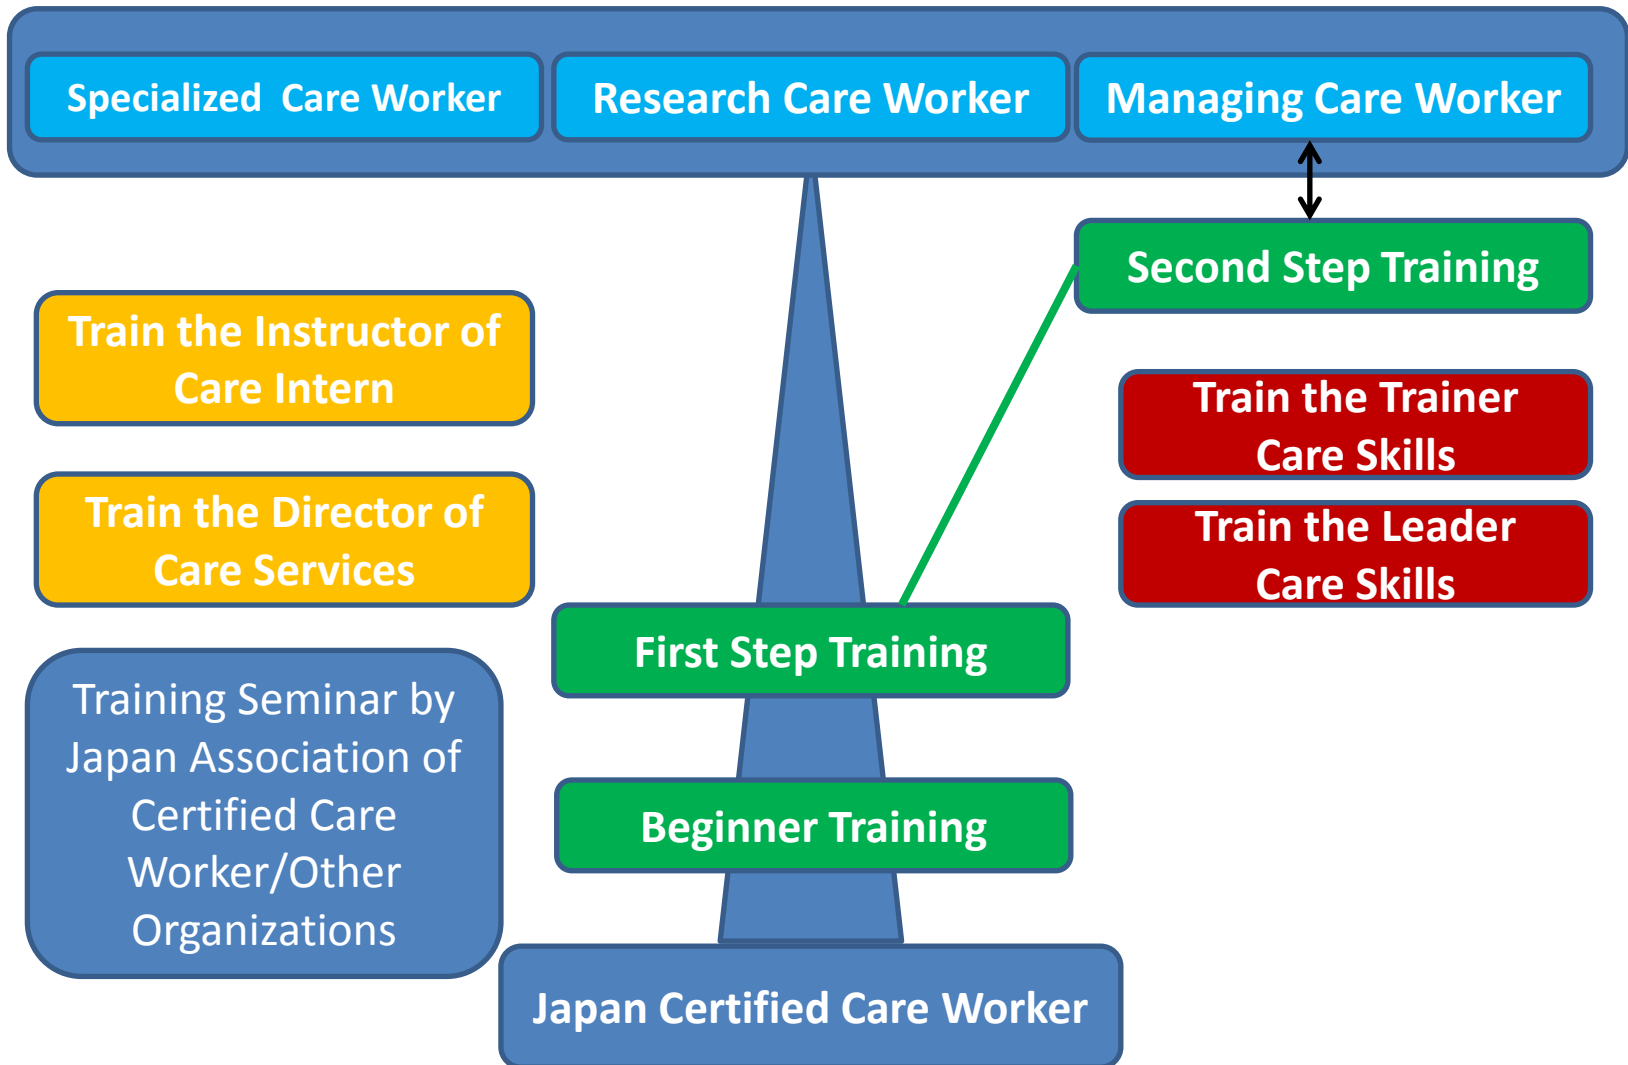 Specialized  Care Worker
Research Care Worker
Managing Care Worker
Second Step Training
Train the Instructor of
Care Intern
Train the Trainer
Care Skills
Train the Director of
Care Services
Train the Leader
Care Skills
First Step Training
Training Seminar by
Japan Association of
Certified Care
Worker/Other
Organizations
Beginner Training
Japan Certified Care Worker